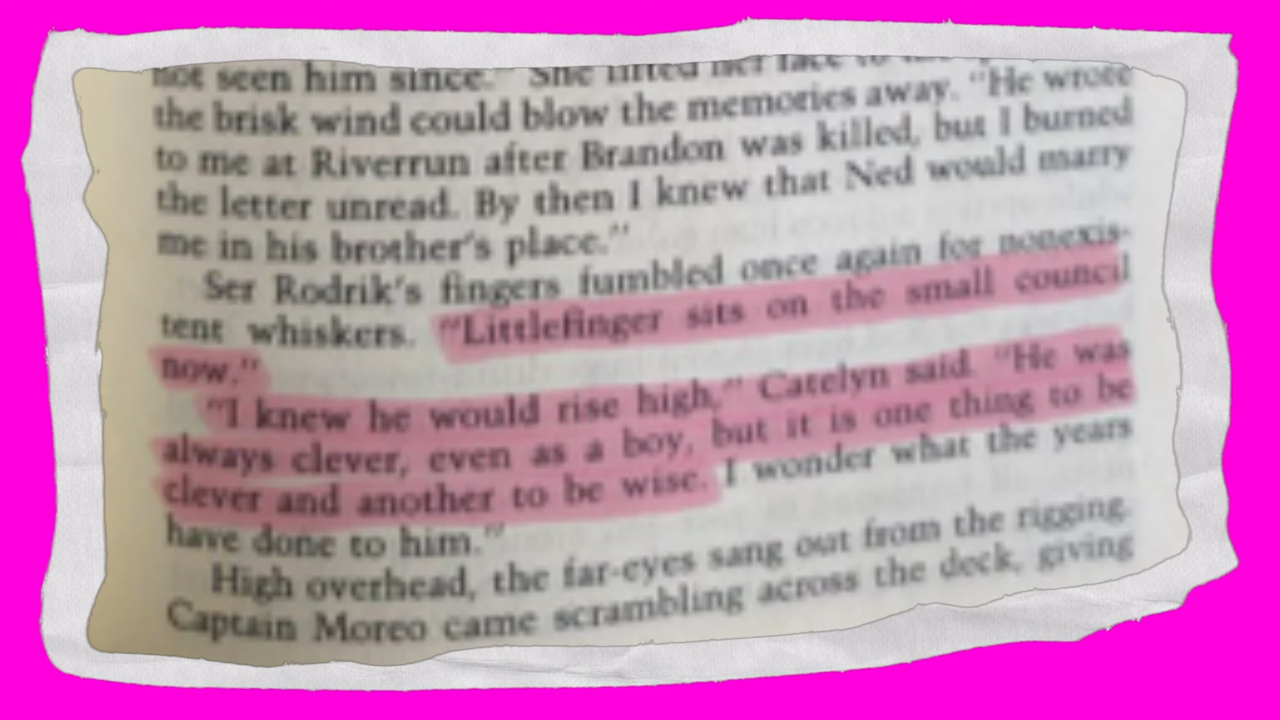 not seen him since." She lifted her face to
the brisk wind could blow the memories away. "He wrote
to me at Riverrun after Brandon was killed, but I burned
the letter unread. By then I knew that Ned would marry
me in his brother's place."
Ser Rodrik's fingers fumbled once again for nonexis-
tent whiskers. "Littlefinger sits on the small council
now."
"I knew he would rise high," Catelyn said. "He was
always clever, even as a boy, but it is one thing to be
clever and another to be wise. I wonder what the years
have done to him."
High overhead, the far-eyes sang out from the rigging.
Captain Moreo came scrambling across the deck, giving